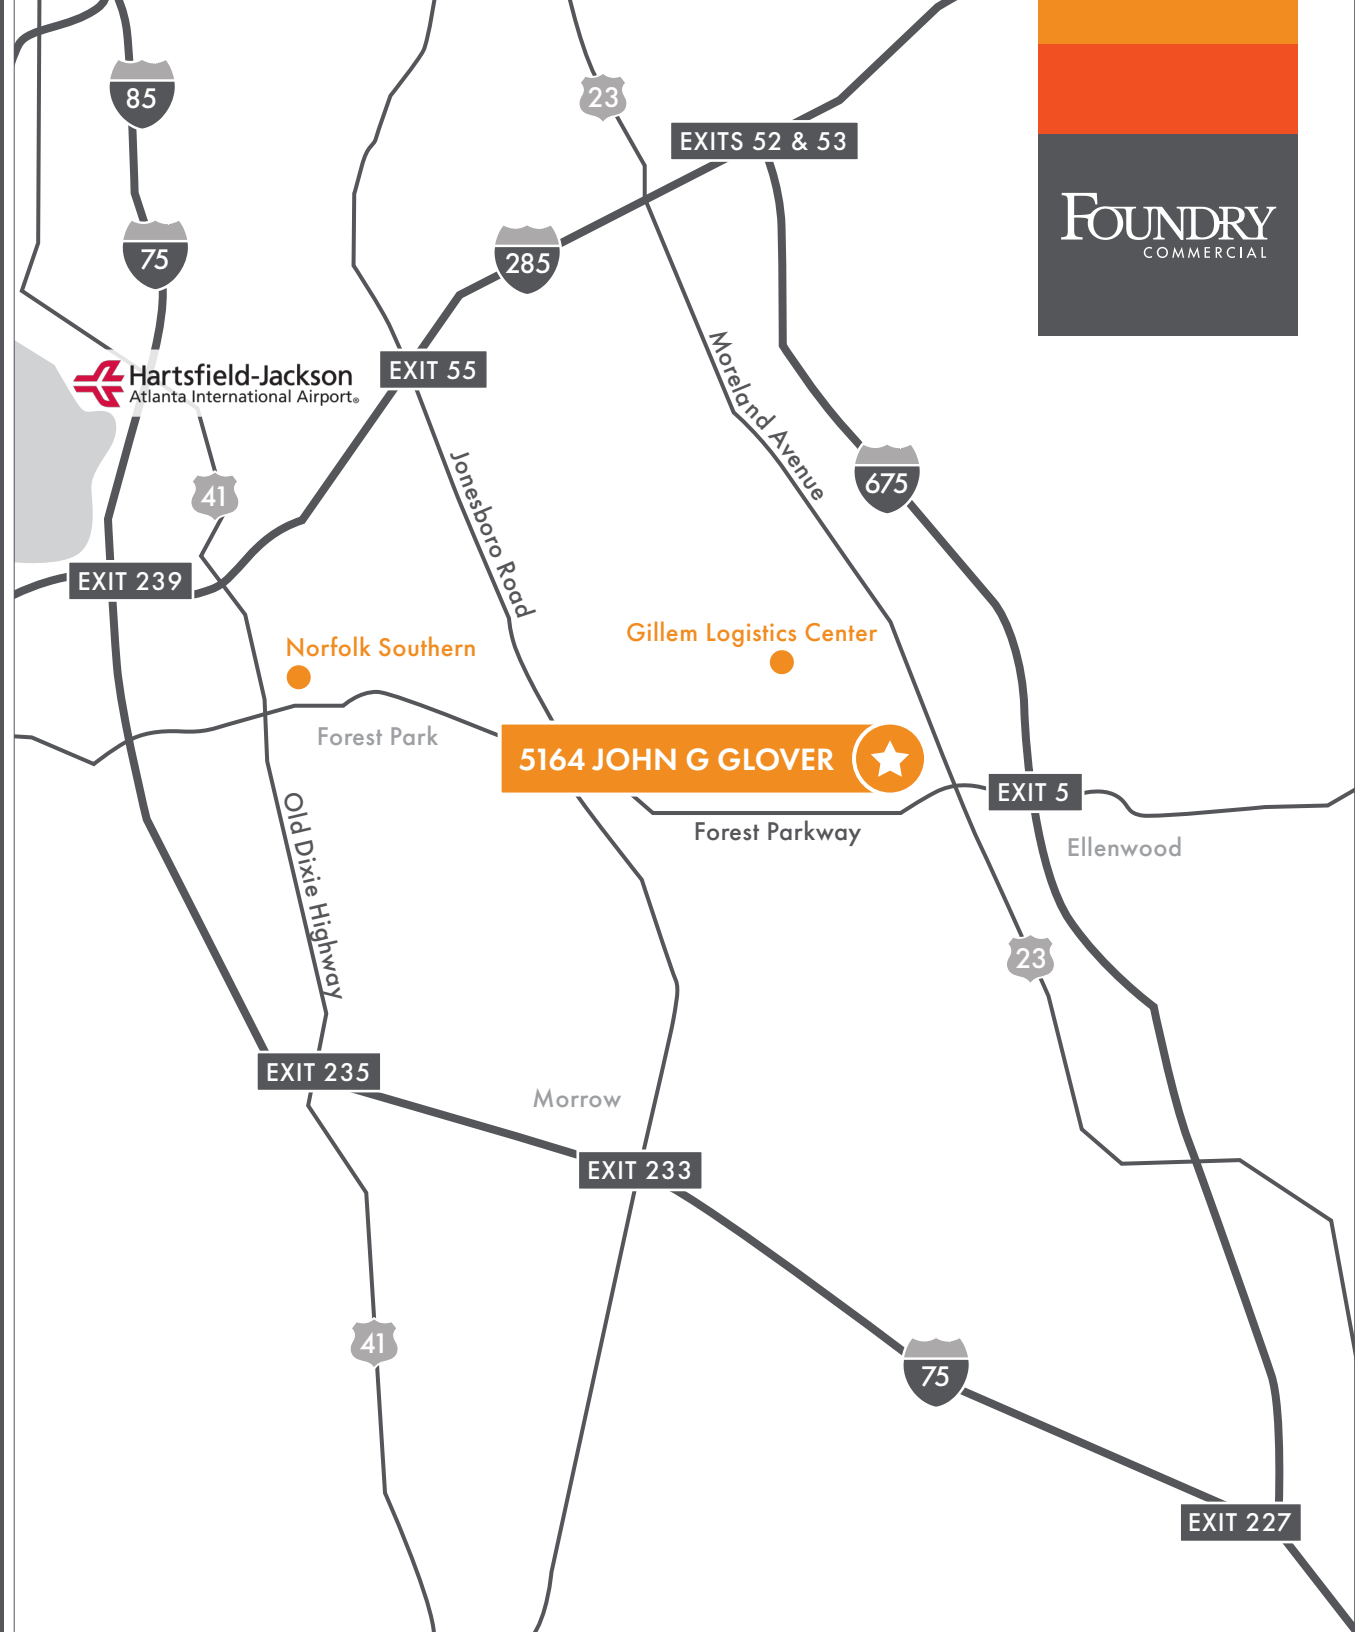 85
23
EXITS 52 & 53
FOUNDRY
COMMERCIAL
75
285
Hartsfield-Jackson
Atlanta International Airport®
EXIT 55
Moreland Avenue
675
41
Jonesboro Road
EXIT 239
Norfolk Southern
Gillem Logistics Center
Forest Park
5164 JOHN G GLOVER
EXIT 5
Forest Parkway
Ellenwood
Old Dixie Highway
23
EXIT 235
Morrow
EXIT 233
41
75
EXIT 227